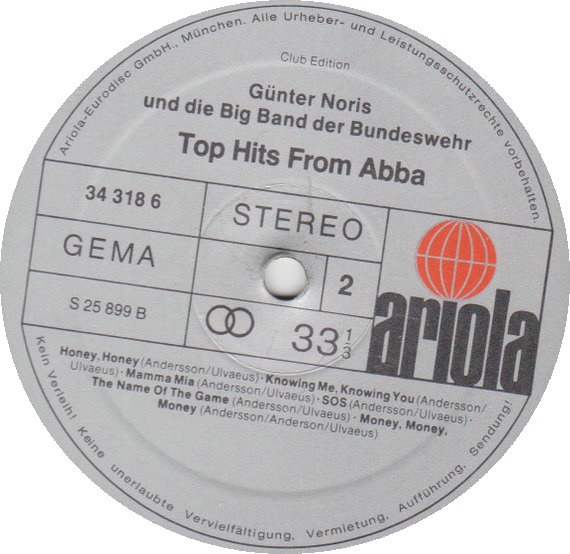 Ariola-Eurodisc GmbH., München. Alle Urheber- und Leistungsschutzrechte vorbehalten.
Club Edition
Günter Noris
und die Big Band der Bundeswehr
Top Hits From Abba
34 318 6
STEREO
GEMA
2
S 25 899 B
33 1/3
ariola
Honey, Honey (Andersson/Ulvaeus) · Knowing Me, Knowing You (Andersson/
Ulvaeus) · Mamma Mia (Andersson/Ulvaeus) · SOS (Andersson/Ulvaeus) ·
The Name Of The Game (Andersson/Ulvaeus) · Money, Money,
Money (Andersson/Anderson/Ulvaeus)
Kein Verleih! Keine unerlaubte Vervielfältigung, Vermietung, Aufführung, Sendung!